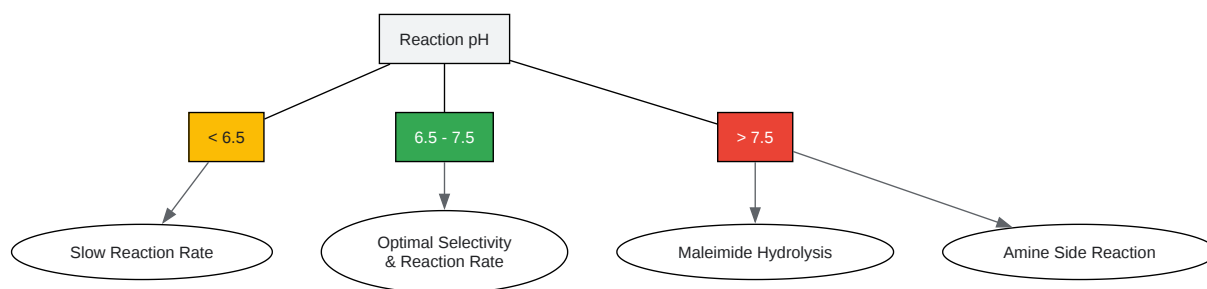 Reaction pH
< 6.5
6.5 - 7.5
> 7.5
Slow Reaction Rate
Optimal Selectivity
& Reaction Rate
Maleimide Hydrolysis
Amine Side Reaction